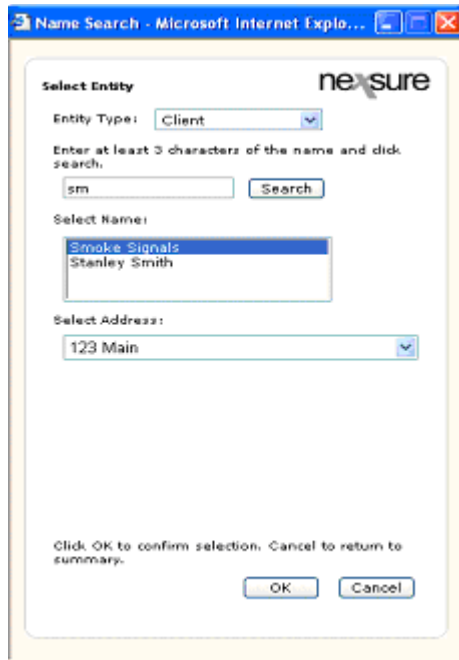 Name Search - Microsoft Internet Explo...
Select Entity
nexsure
Entity Type: Client
Enter at least 3 characters of the name and click
search.
sm Search
Select Name:
Smoke Signals
Stanley Smith
Select Address:
123 Main
Click OK to confirm selection. Cancel to return to
summary.
OK Cancel